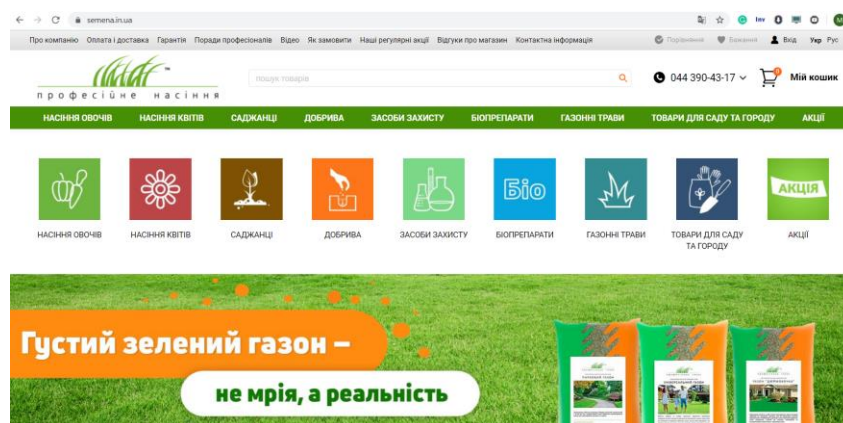 semena.in.ua
Про компанію Оплата і доставка Гарантія Поради професіоналів Відео Як замовити Наші регулярні акції Відгуки про магазин Контактна інформація Порівняння Бажання Вхід Укр Рус
професійне насіння
пошук товарів
044 390-43-17
0
Мій кошик
НАСІННЯ ОВОЧІВ НАСІННЯ КВІТІВ САДЖАНЦІ ДОБРИВА ЗАСОБИ ЗАХИСТУ БІОПРЕПАРАТИ ГАЗОННІ ТРАВИ ТОВАРИ ДЛЯ САДУ ТА ГОРОДУ АКЦІЇ
Біо
АКЦІЯ
НАСІННЯ ОВОЧІВ НАСІННЯ КВІТІВ САДЖАНЦІ ДОБРИВА ЗАСОБИ ЗАХИСТУ БІОПРЕПАРАТИ ГАЗОННІ ТРАВИ ТОВАРИ ДЛЯ САДУ АКЦІЇ
ТА ГОРОДУ
Густий зелений газон –
не мрія, а реальність